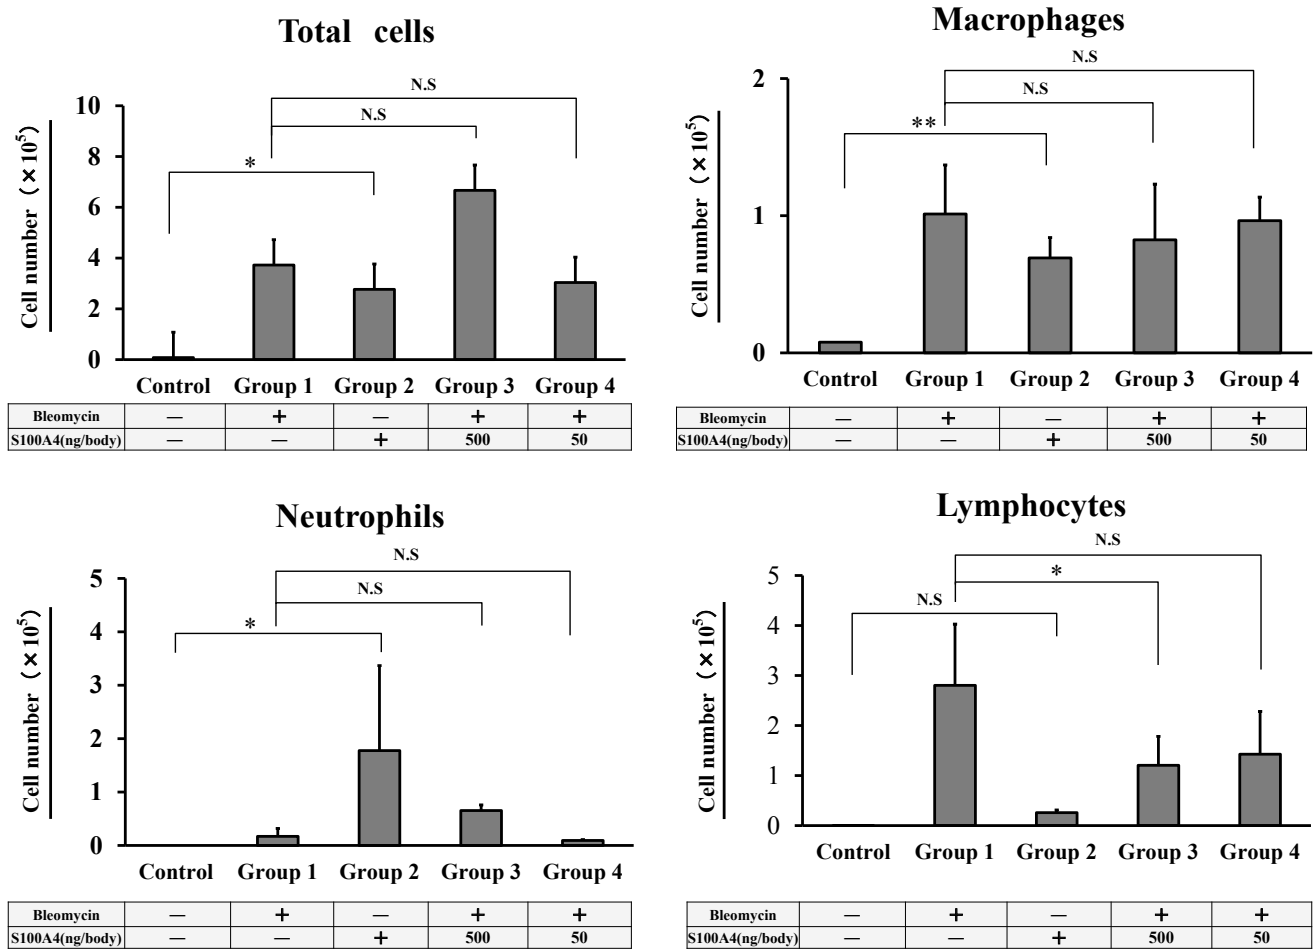 Total cells
N.S
N.S
*
Cell number (×10⁵)
10
8
6
4
2
0
Control Group 1 Group 2 Group 3 Group 4
Bleomycin — + — + +
S100A4(ng/body) — — + 500 50
Macrophages
N.S
N.S
**
Cell number (×10⁵)
2
1
0
Control Group 1 Group 2 Group 3 Group 4
Bleomycin — + — + +
S100A4(ng/body) — — + 500 50
Neutrophils
N.S
N.S
*
Cell number (×10⁵)
5
4
3
2
1
0
Control Group 1 Group 2 Group 3 Group 4
Bleomycin — + — + +
S100A4(ng/body) — — + 500 50
Lymphocytes
N.S
*
N.S
Cell number (×10⁵)
5
4
3
2
1
0
Control Group 1 Group 2 Group 3 Group 4
Bleomycin — + — + +
S100A4(ng/body) — — + 500 50